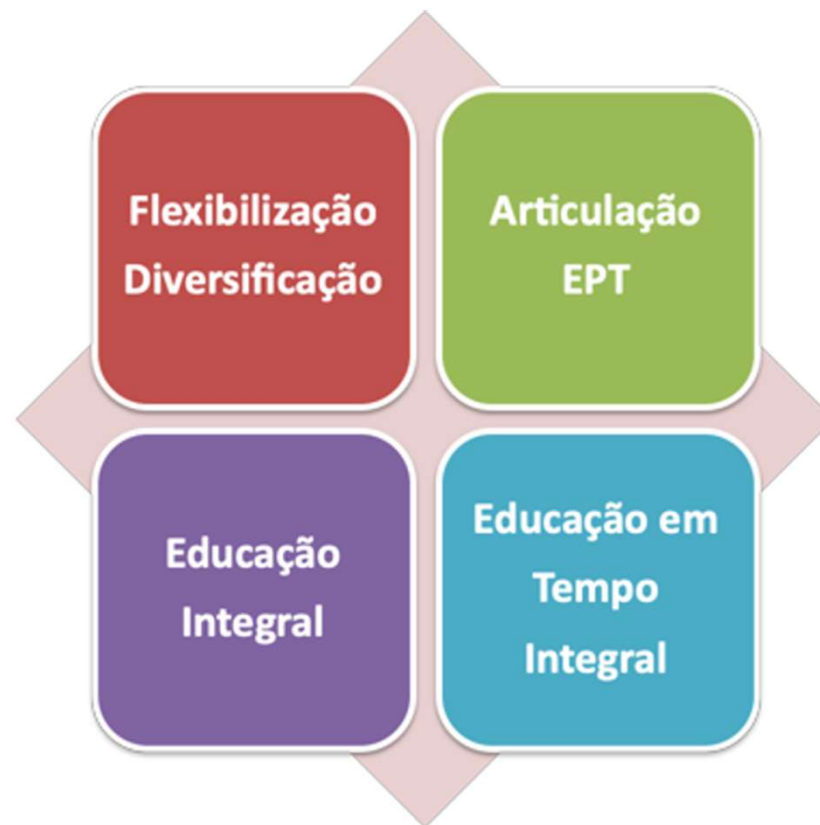 Flexibilização
Diversificação
Articulação
EPT
Educação
Integral
Educação em
Tempo
Integral